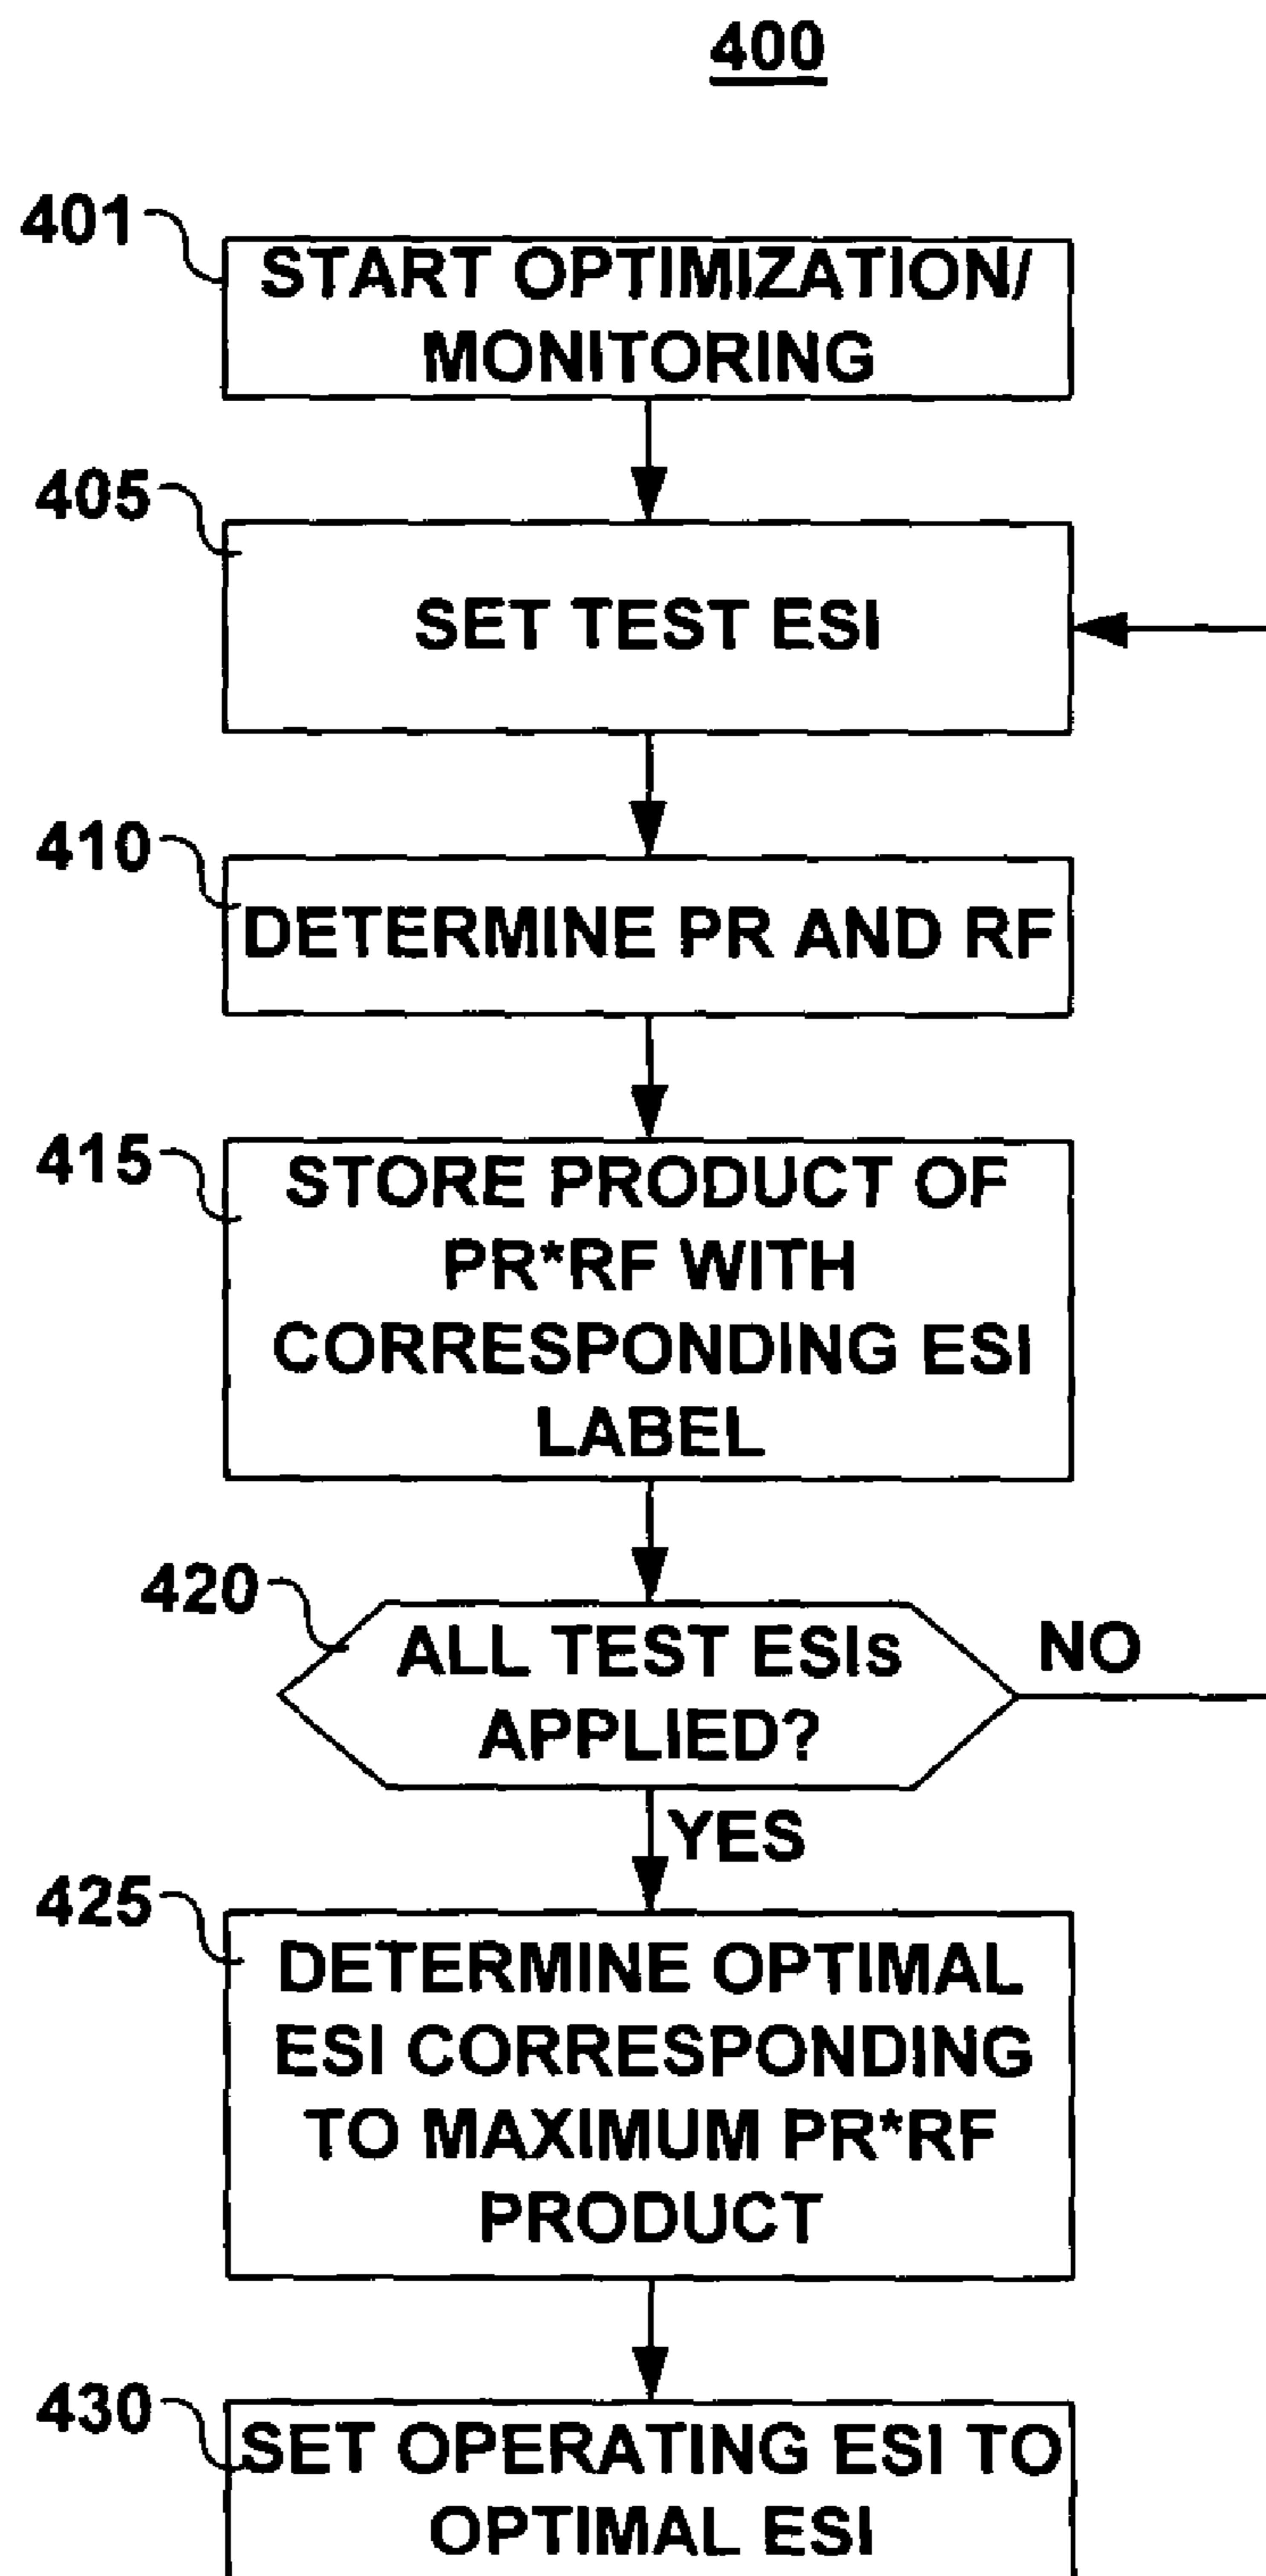 400
401
START OPTIMIZATION/
MONITORING
405
SET TEST ESI
410
DETERMINE PR AND RF
415
STORE PRODUCT OF
PR*RF WITH
CORRESPONDING ESI
LABEL
420
ALL TEST ESIs
APPLIED?
NO
YES
425
DETERMINE OPTIMAL
ESI CORRESPONDING
TO MAXIMUM PR*RF
PRODUCT
430
SET OPERATING ESI TO
OPTIMAL ESI